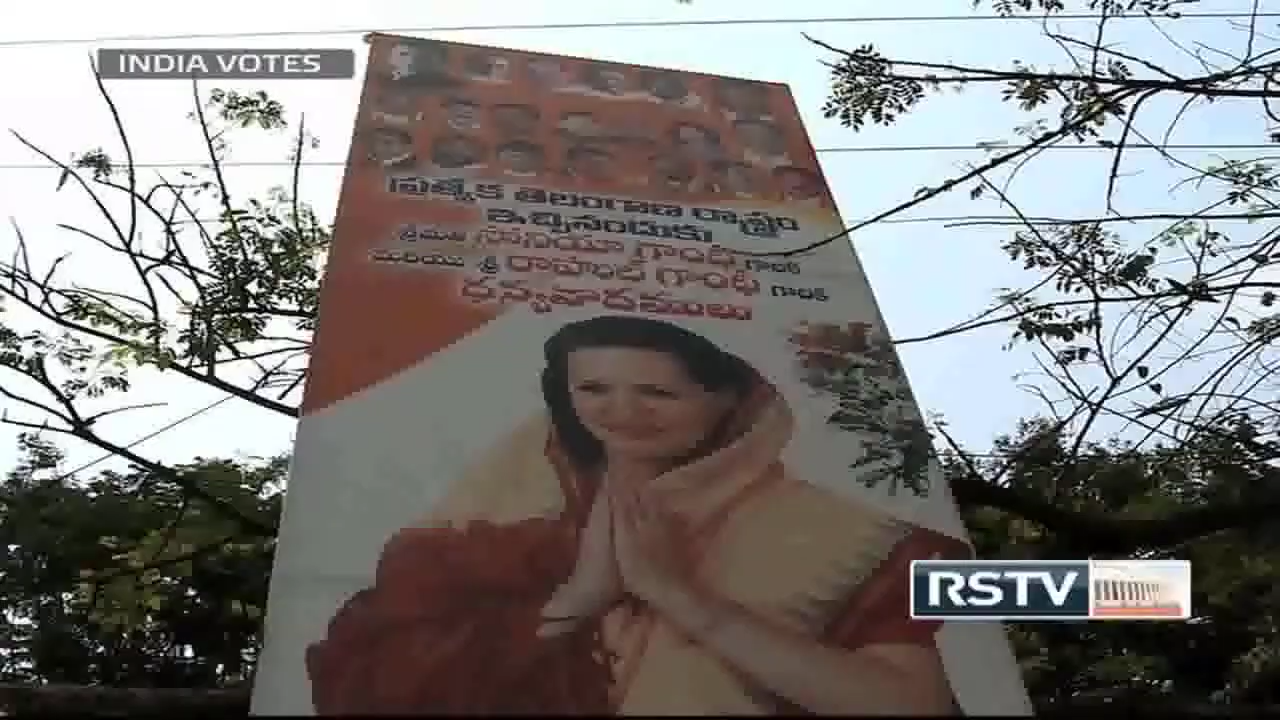 INDIA VOTES
ప్రత్యేక తెలంగాణ రాష్ట్రం
ఇచ్చినందుకు
శ్రీమతి సోనియా గాంధీ గారికి
మరియు శ్రీ రాహుల్ గాంధీ గారికి
ధన్యవాదములు
RSTV